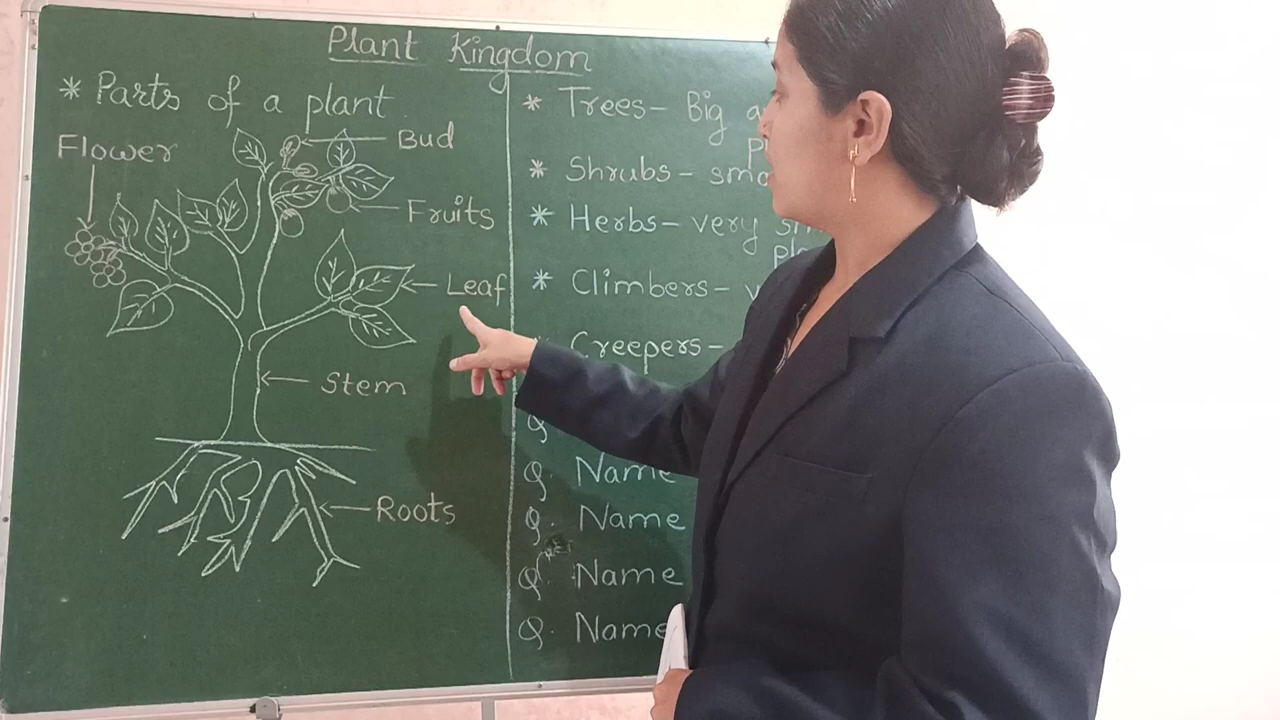 Plant Kingdom
* Parts of a plant
Flower
Bud
Fruits
Leaf
Stem
Roots
* Trees - Big
* Shrubs -
* Herbs - very
* Climbers -
* Creepers -
Q.
Q. Name
Q. Name
Q. Name
Q. Name